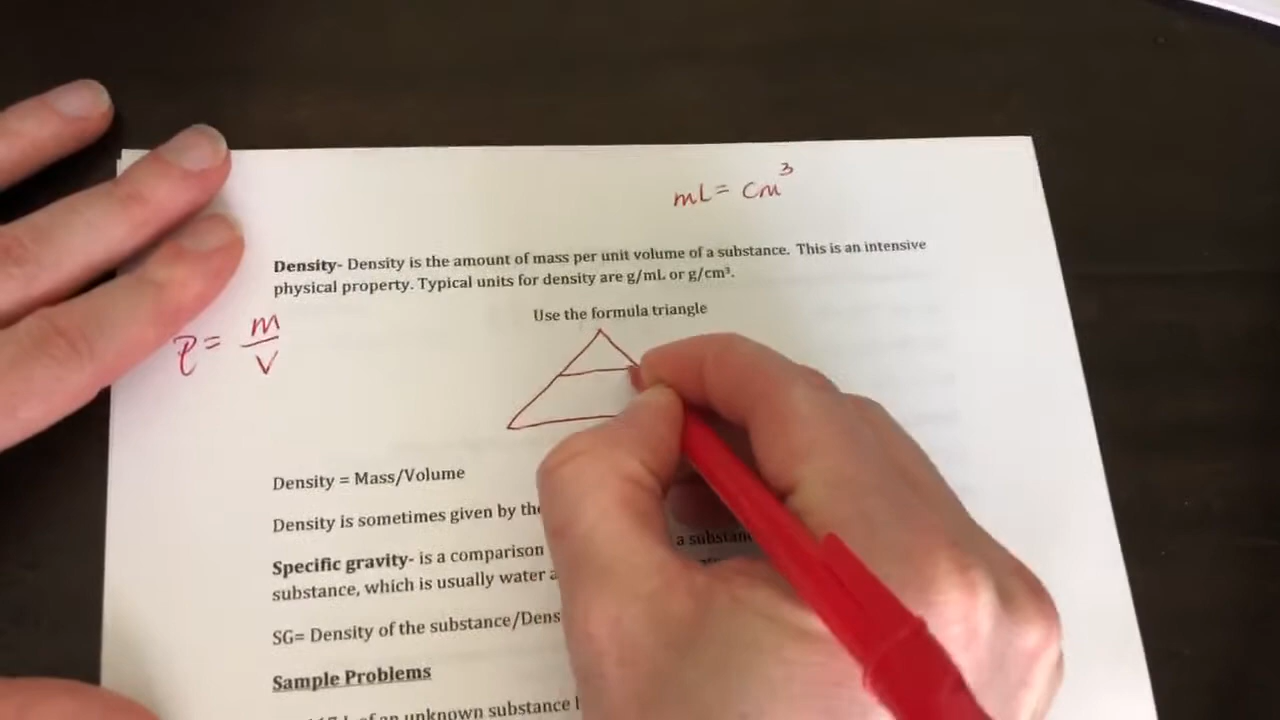 mL = cm³
Density- Density is the amount of mass per unit volume of a substance. This is an intensive
physical property. Typical units for density are g/mL or g/cm³.
Use the formula triangle
ρ = m/V
Density = Mass/Volume
Density is sometimes given by the
Specific gravity- is a comparison a
substance, which is usually water
SG= Density of the substance/Dens
Sample Problems
of an unknown substance